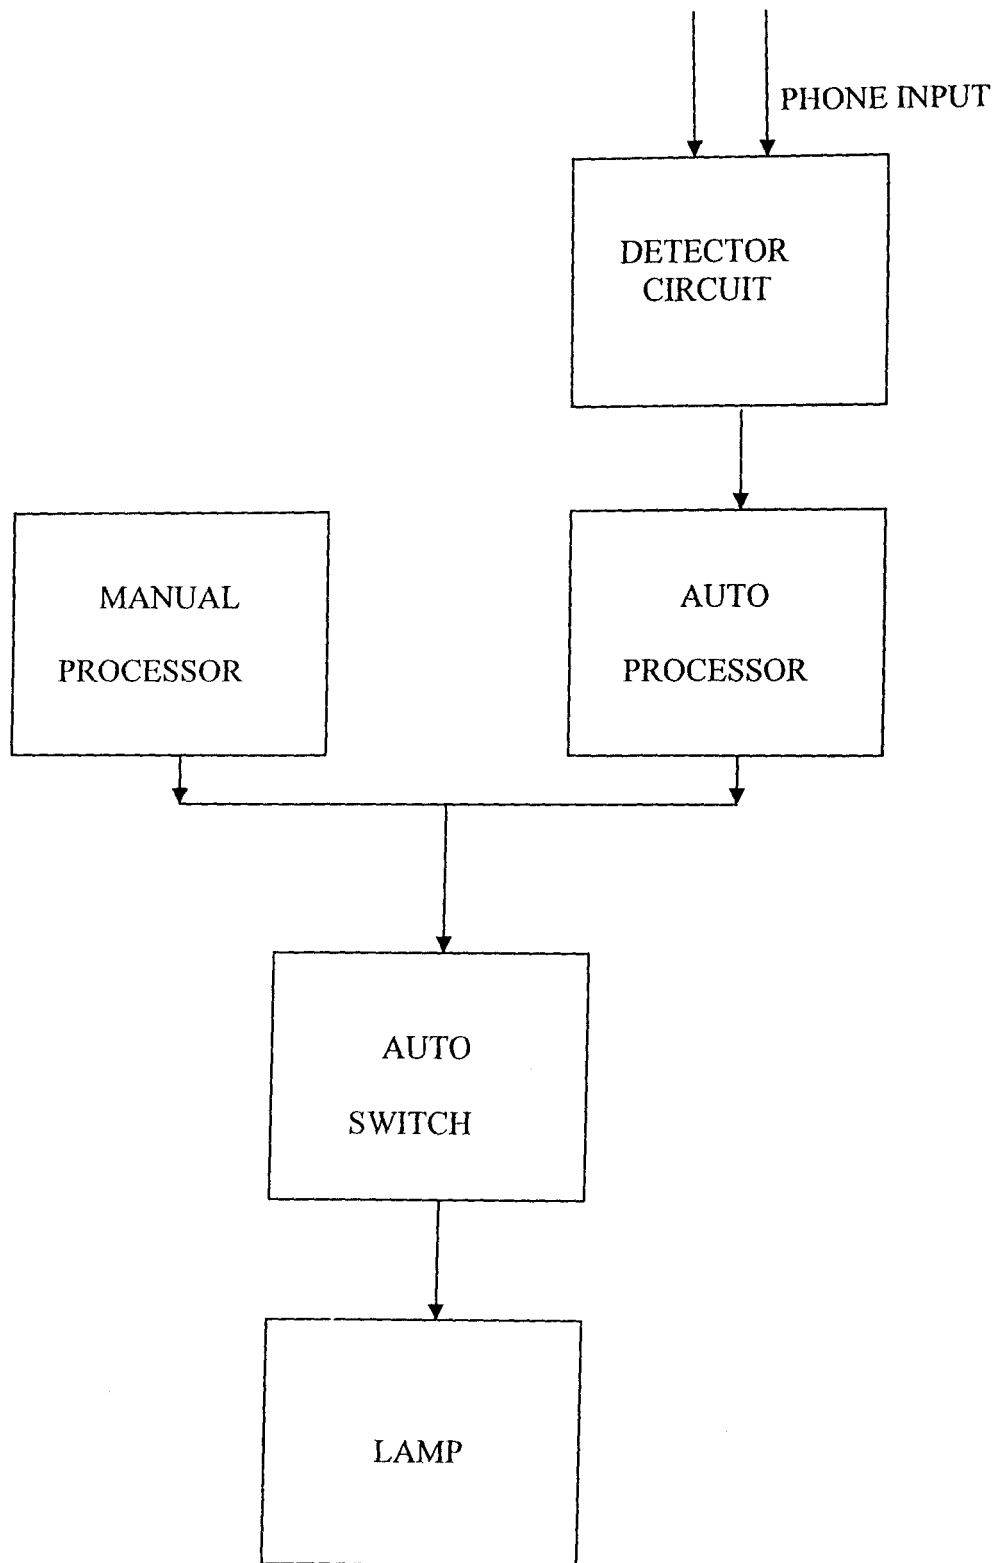 PHONE INPUT
DETECTOR
CIRCUIT
MANUAL
PROCESSOR
AUTO
PROCESSOR
AUTO
SWITCH
LAMP